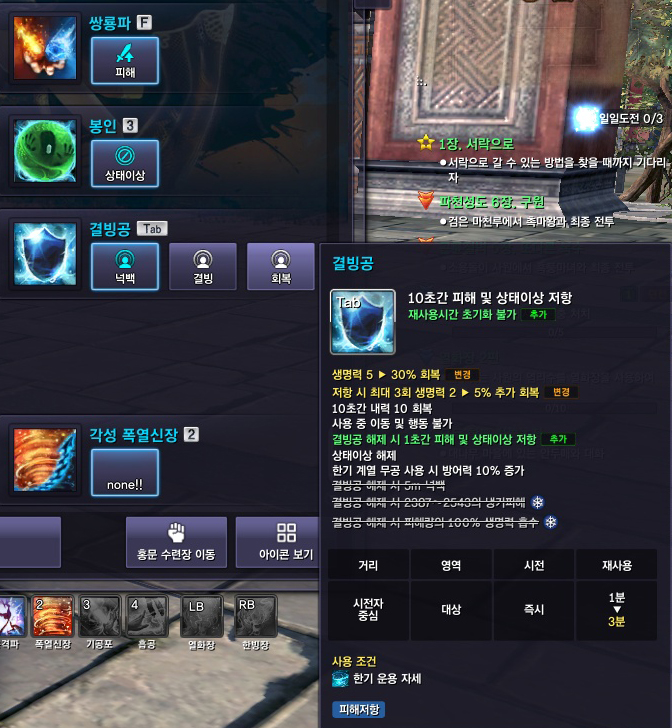 쌍룡파 F
피해
봉인 3
상태이상
결빙공 Tab
넉백
결빙
회복
각성 폭열신장 2
none!!
홍문 수련장 이동
아이콘 보기
격파
2
폭열신장
3
기공포
4
흡공
LB
열화장
RB
한빙장
일일도전 0/3
1장. 서락으로
서락으로 갈 수 있는 방법을 찾을 때까지 기다리
자
파천성도 6장. 구원
검은 마천루에서 흑마왕과 최종 전투
결빙공
Tab
10초간 피해 및 상태이상 저항
재사용시간 초기화 불가 추가
생명력 5 ▶ 30% 회복 변경
저항 시 최대 3회 생명력 2 ▶ 5% 추가 회복 변경
10초간 내력 10 회복
사용 중 이동 및 행동 불가
결빙공 해제 시 1초간 피해 및 상태이상 저항 추가
상태이상 해제
한기 계열 무공 사용 시 방어력 10% 증가
결빙공 해제 시 5m 넉백
결빙공 해제 시 2387~2543의 냉기피해
결빙공 해제 시 피해량의 100% 생명력 흡수
거리 영역 시전 재사용
시전자 중심 대상 즉시 1분 ▼ 3분
사용 조건
한기 운용 자세
피해저항